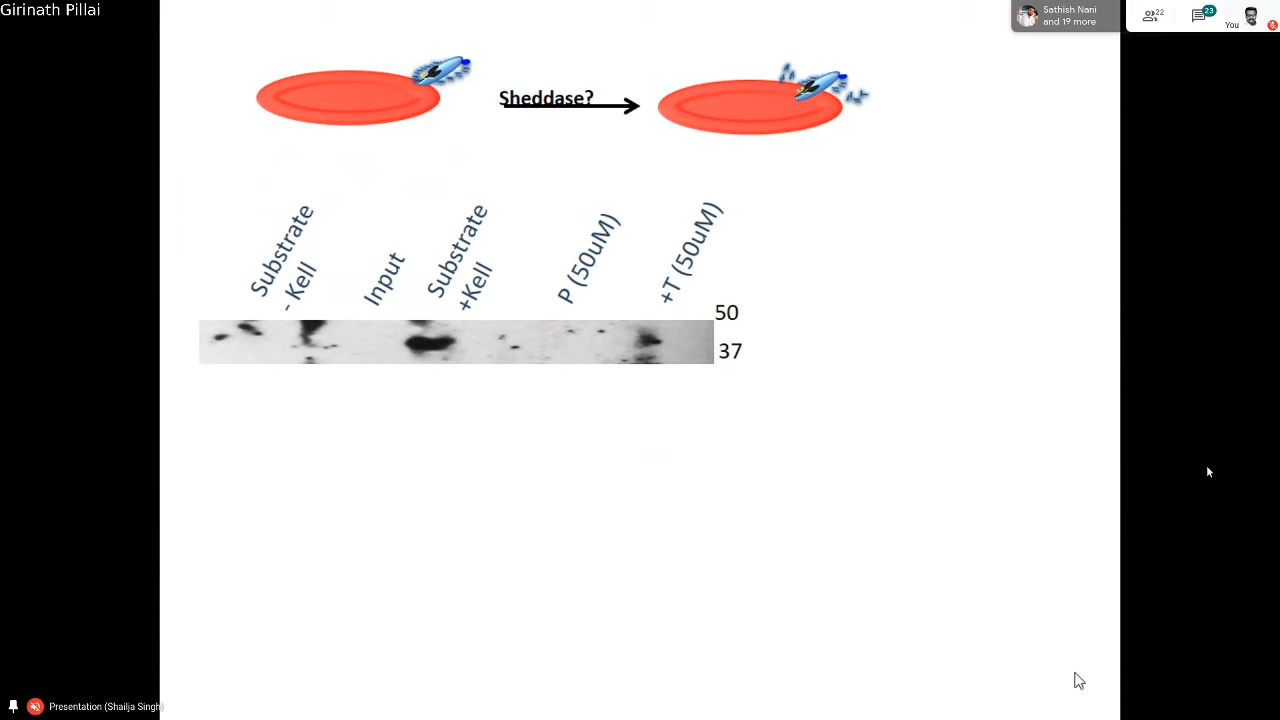 Girinath Pillai
Sathish Nani
and 19 more
22
23
You
Sheddase?
Substrate
- Kell
Input
Substrate
+Kell
P (50uM)
+T (50uM)
50
37
Presentation (Shailja Singh